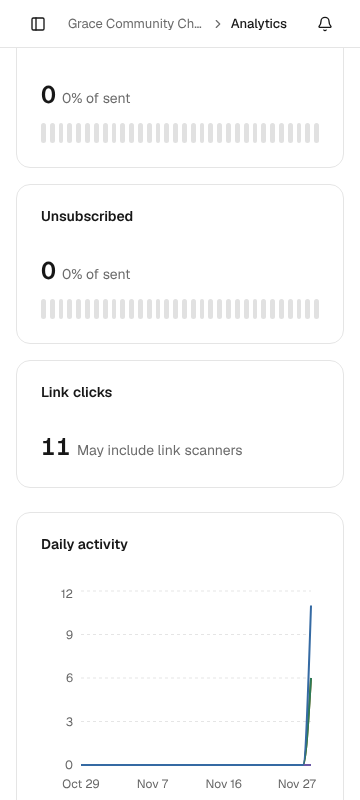 Grace Community Ch... > Analytics
0 0% of sent
Unsubscribed
0 0% of sent
Link clicks
11 May include link scanners
Daily activity
12
9
6
3
0
Oct 29 Nov 7 Nov 16 Nov 27